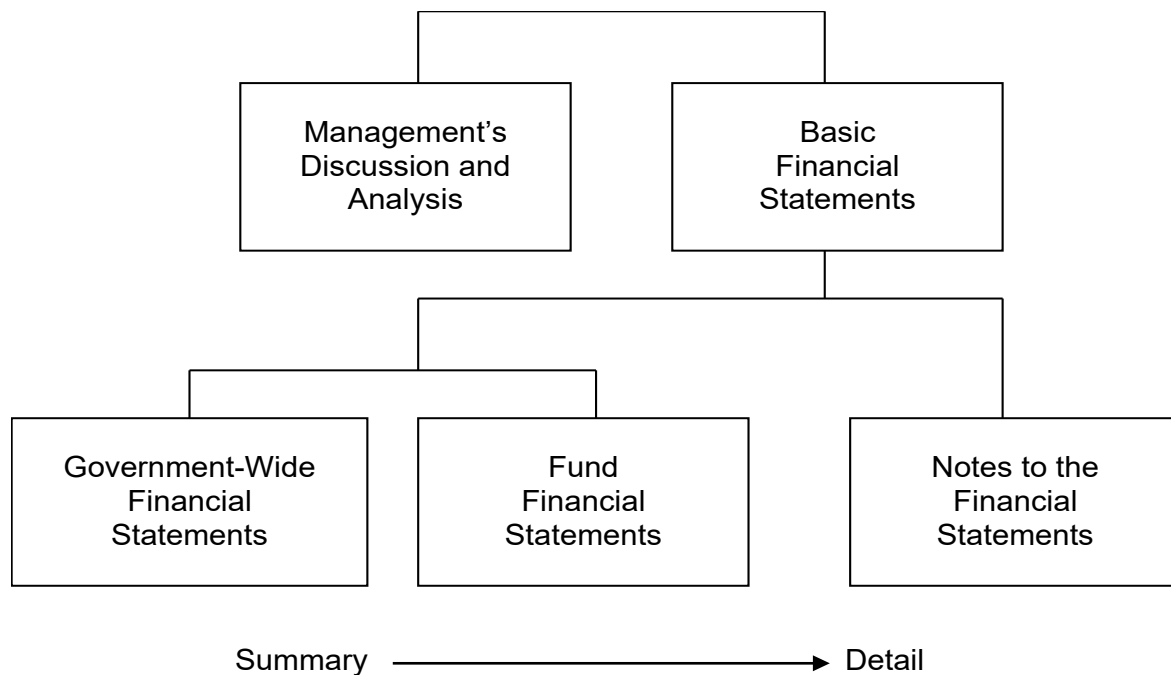 Management’s
Discussion and
Analysis
Basic
Financial
Statements
Government-Wide
Financial
Statements
Fund
Financial
Statements
Notes to the
Financial
Statements
Summary
Detail